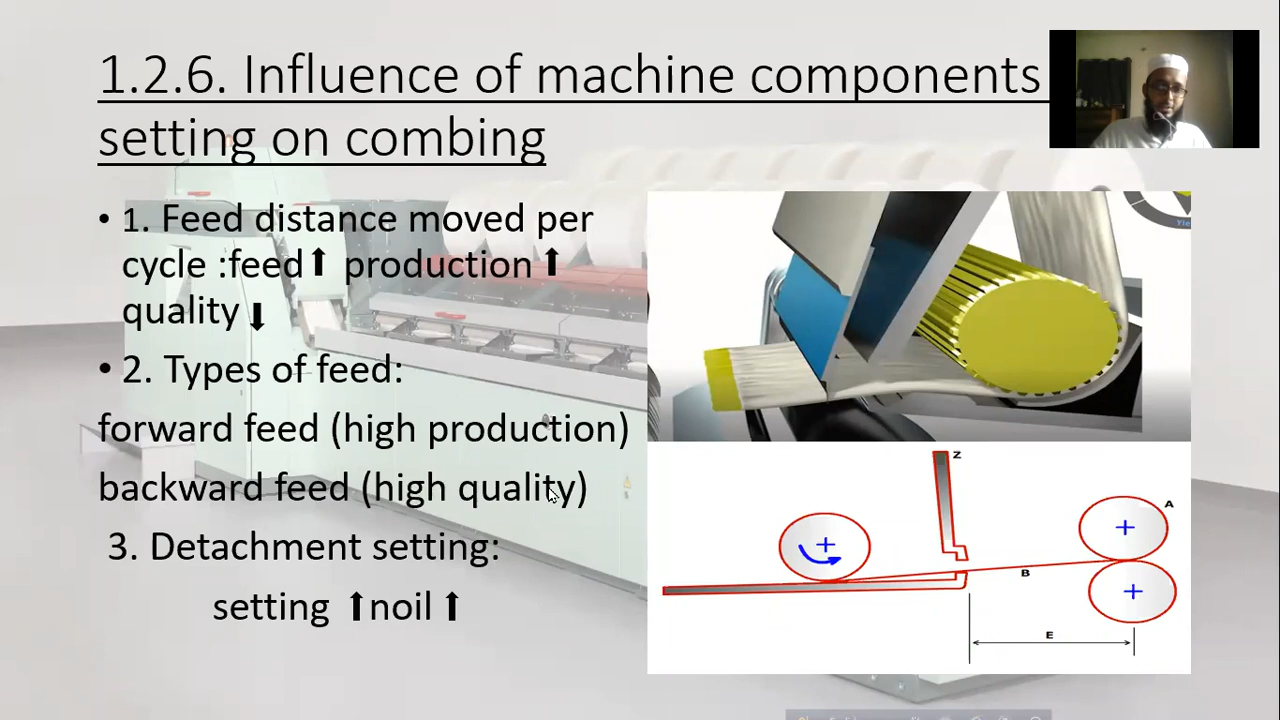 1.2.6. Influence of machine components
setting on combing
• 1. Feed distance moved per
cycle :feed⬆ production ⬆
quality ⬇
• 2. Types of feed:
forward feed (high production)
backward feed (high quality)
3. Detachment setting:
setting ⬆noil ⬆
Z
A
B
E